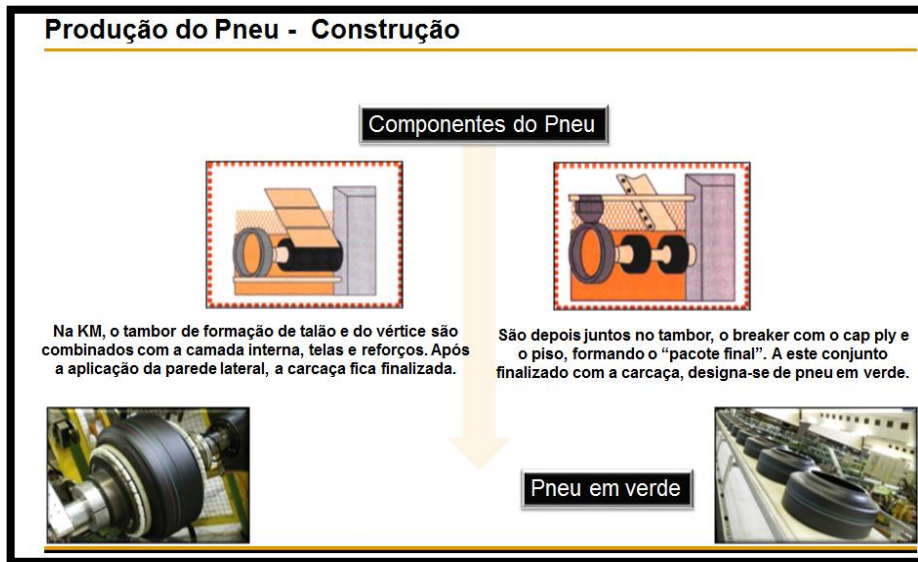 Produção do Pneu - Construção
Componentes do Pneu
Na KM, o tambor de formação de talão e do vértice são
combinados com a camada interna, telas e reforços. Após
a aplicação da parede lateral, a carcaça fica finalizada.
São depois juntos no tambor, o breaker com o cap ply e
o piso, formando o “pacote final”. A este conjunto
finalizado com a carcaça, designa-se de pneu em verde.
Pneu em verde